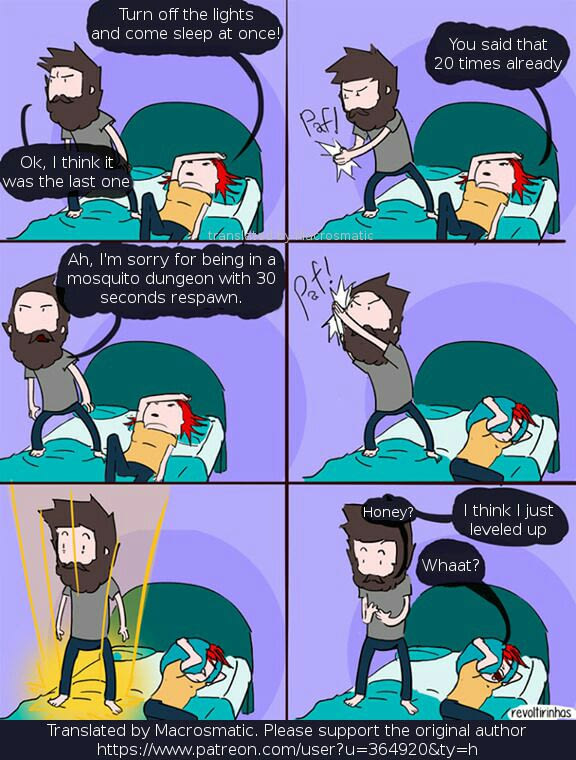 Turn off the lights
and come sleep at once!
Ok, I think it
was the last one
You said that
20 times already
Paf!
translated by Macrosmatic
Ah, I'm sorry for being in a
mosquito dungeon with 30
seconds respawn.
Paf!
Honey?
I think I just
leveled up
Whaat?
revoltirinhas
Translated by Macrosmatic. Please support the original author
https://www.patreon.com/user?u=364920&ty=h